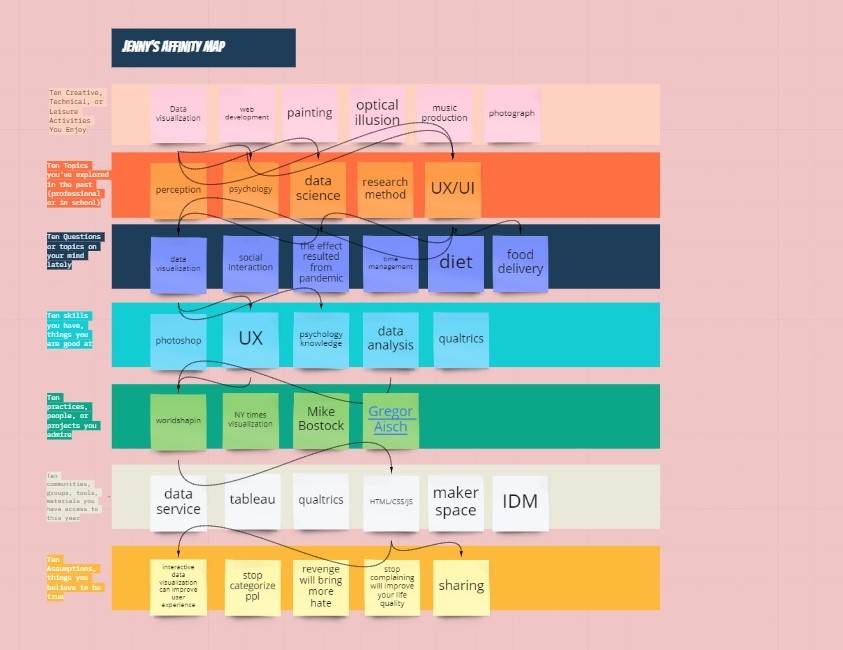 JENNY'S AFFINITY MAP
Ten Creative,
Technical, or
Leisure
Activities
You Enjoy
Data
visualization
web
development
painting
optical
illusion
music
production
photograph
Ten Topics
you've explored
in the past
(professional
or in school)
perception
psychology
data
science
research
method
UX/UI
Ten Questions
or topics on
your mind
lately
data
visualization
social
interaction
the effect
resulted
from
pandemic
time
management
diet
food
delivery
Ten skills
you have,
things you
are good at
photoshop
UX
psychology
knowledge
data
analysis
qualtrics
Ten
practices,
people, or
projects you
admire
worldshapin
NY times
visualization
Mike
Bostock
Gregor
Aisch
Ten
communities,
groups, tools,
materials you
have access to
this year
data
service
tableau
qualtrics
HTML/CSS/JS
maker
space
IDM
Ten
Assumptions,
things you
believe to be
true
interactive
data
visualization
can improve
user
experience
stop
categorize
ppl
revenge
will bring
more
hate
stop
complaining
will improve
your life
quality
sharing